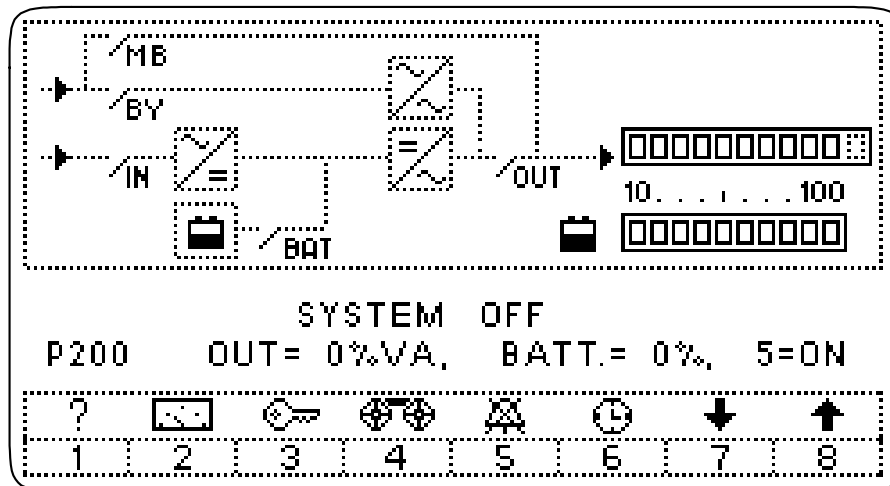 MB
BY
IN
OUT
10. . . ı . . . 100
BAT
SYSTEM OFF
P200 OUT= 0%VA, BATT.= 0%, 5=ON
?
1 2 3 4 5 6 7 8